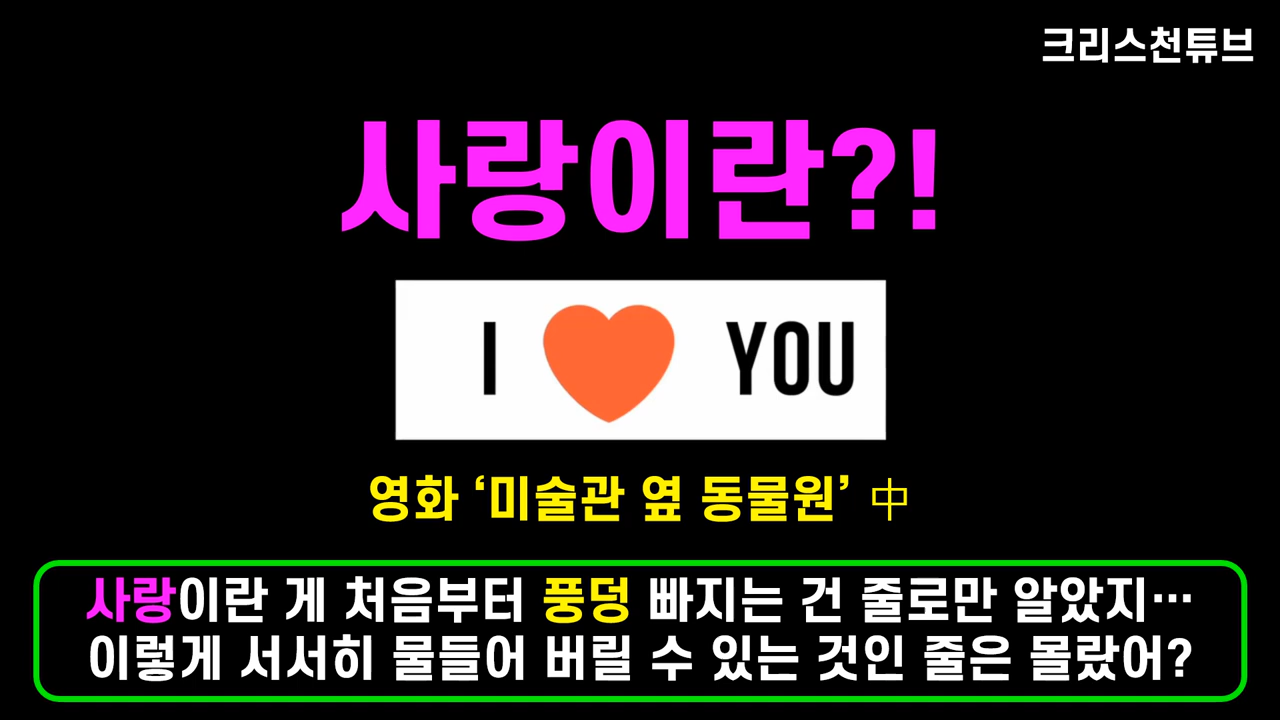 크리스천튜브
사랑이란?!
I ❤ YOU
영화 ‘미술관 옆 동물원’ 中
사랑이란 게 처음부터 풍덩 빠지는 건 줄로만 알았지…
이렇게 서서히 물들어 버릴 수 있는 것인 줄은 몰랐어?